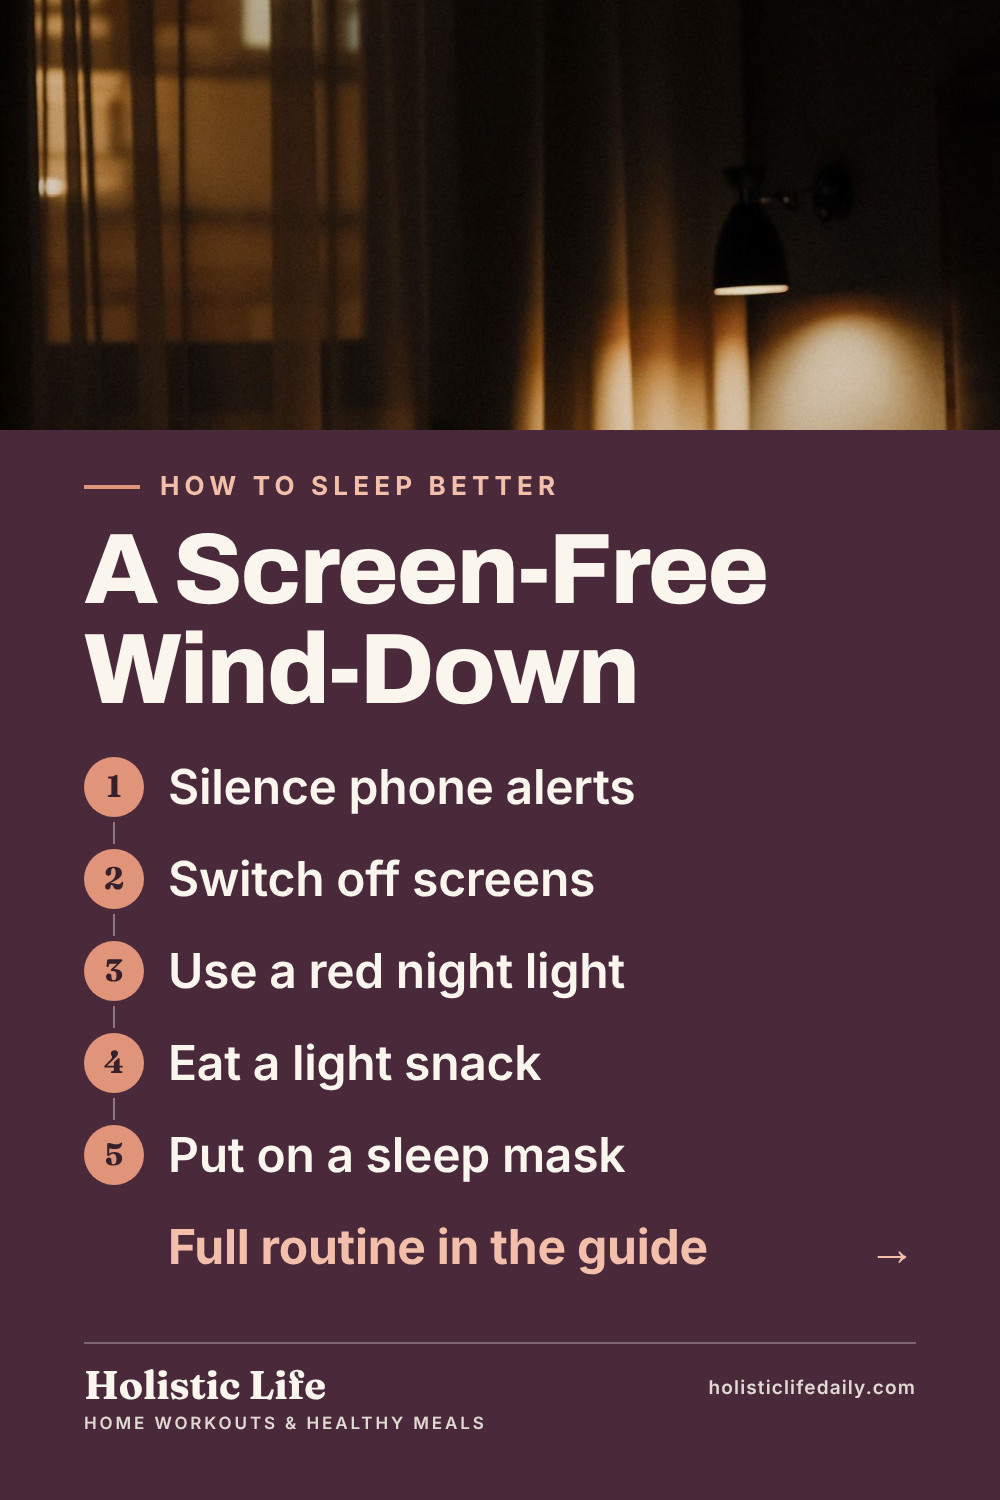 HOW TO SLEEP BETTER
A Screen-Free
Wind-Down
1 Silence phone alerts
2 Switch off screens
3 Use a red night light
4 Eat a light snack
5 Put on a sleep mask
Full routine in the guide →
Holistic Life
holisticlifedaily.com
HOME WORKOUTS & HEALTHY MEALS